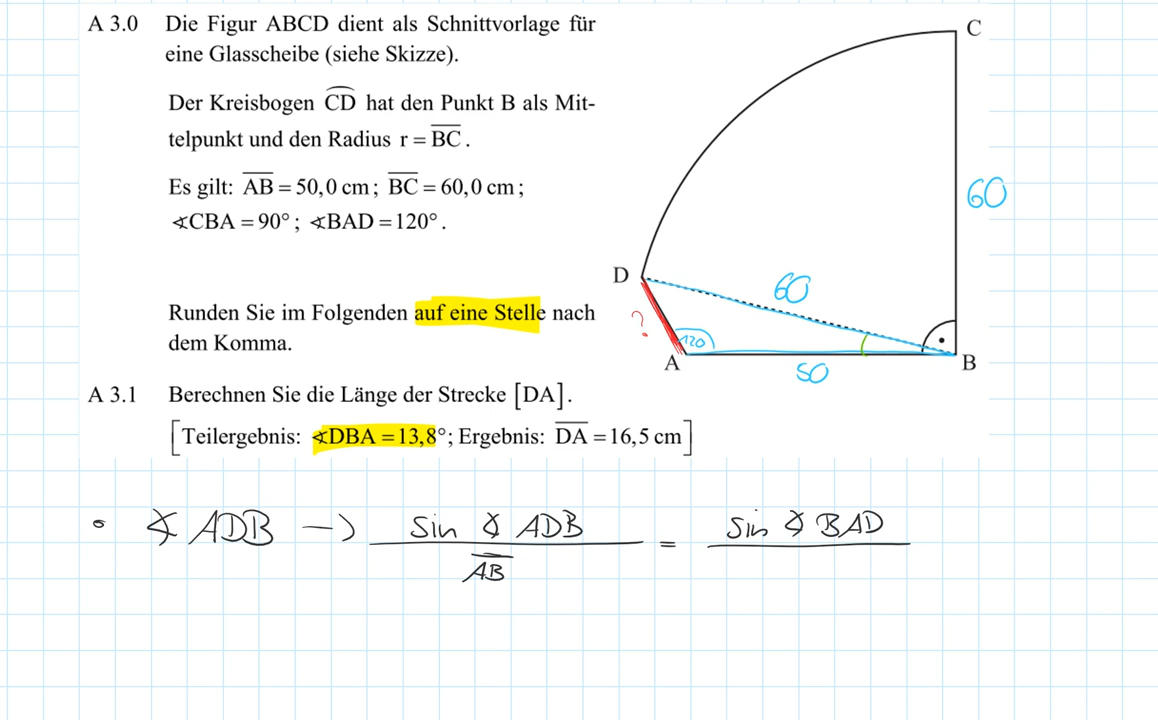 A 3.0 Die Figur ABCD dient als Schnittvorlage für
eine Glasscheibe (siehe Skizze).
Der Kreisbogen CD hat den Punkt B als Mit-
telpunkt und den Radius r = BC.
Es gilt: AB = 50,0 cm; BC = 60,0 cm;
∢CBA = 90°; ∢BAD = 120°.
Runden Sie im Folgenden auf eine Stelle nach
dem Komma.
A 3.1 Berechnen Sie die Länge der Strecke [DA].
[Teilergebnis: ∢DBA = 13,8°; Ergebnis: DA = 16,5 cm]
C
60
D
60
?
120
A
50
B
• ∢ ADB → sin ∢ ADB / AB = sin ∢ BAD